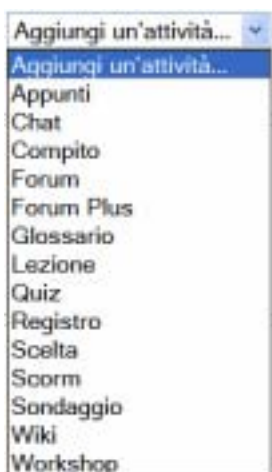 Aggiungi un'attività...
Aggiungi un'attività...
Appunti
Chat
Compito
Forum
Forum Plus
Glossario
Lezione
Quiz
Registro
Scelta
Scorm
Sondaggio
Wiki
Workshop